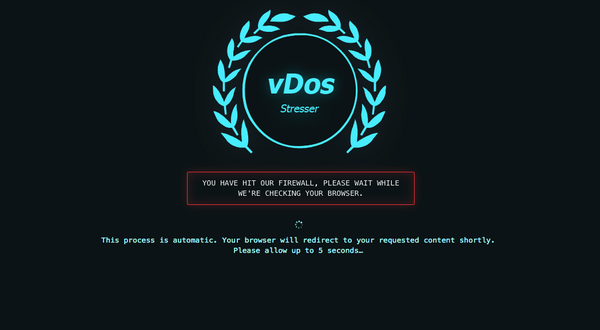 vDos
Stresser
YOU HAVE HIT OUR FIREWALL, PLEASE WAIT WHILE
WE'RE CHECKING YOUR BROWSER.
This process is automatic. Your browser will redirect to your requested content shortly.
Please allow up to 5 seconds…